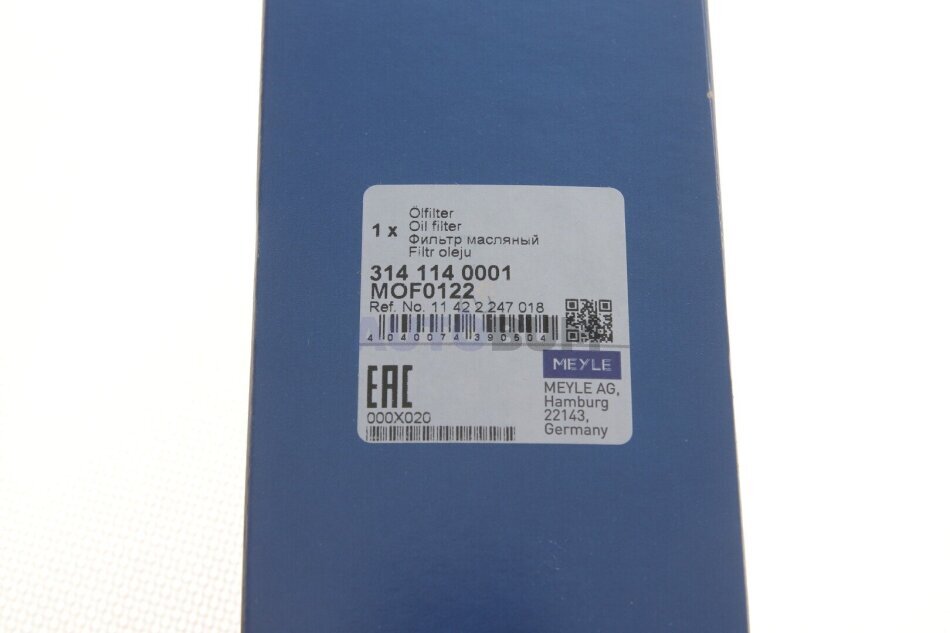 1 x
Ölfilter
Oil filter
Фильтр масляный
Filtr oleju
314 114 0001
MOF0122
Ref. No. 11 42 2 247 018
4 040074 390504
EAC
000X020
MEYLE
MEYLE AG,
Hamburg
22143,
Germany